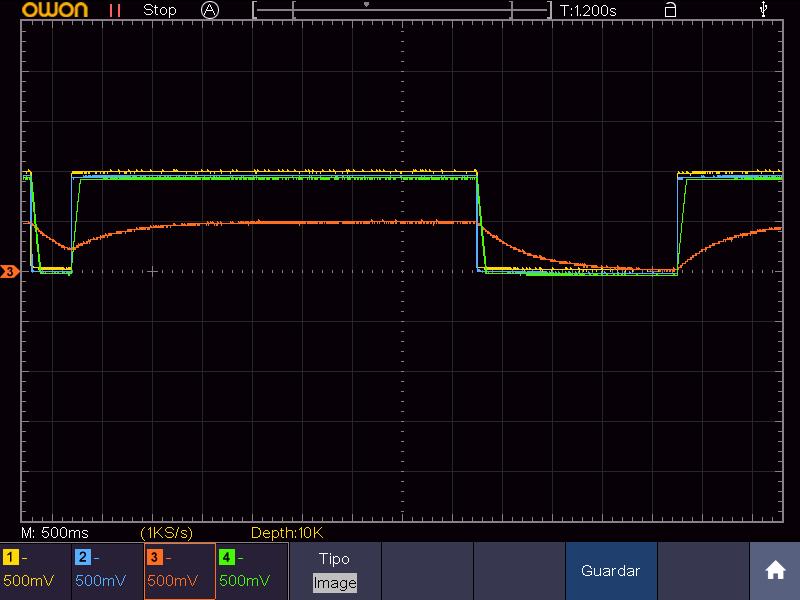 owon Stop A T:1.200s
3
M: 500ms (1KS/s) Depth:10K
1 - 2 - 3 - 4 -
500mV 500mV 500mV 500mV
Tipo
Image
Guardar